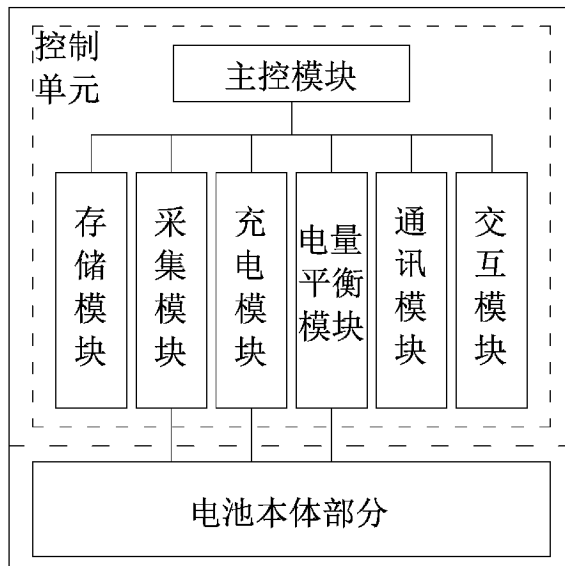 控制
单元
主控模块
存储模块
采集模块
充电模块
电量
平衡
模块
通讯模块
交互模块
电池本体部分